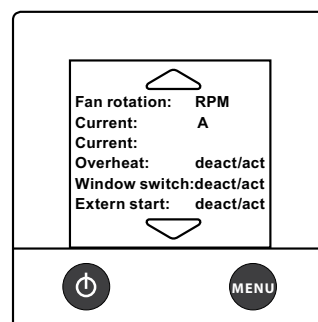 Fan rotation: RPM
Current: A
Current:
Overheat: deact/act
Window switch:deact/act
Extern start: deact/act
MENU